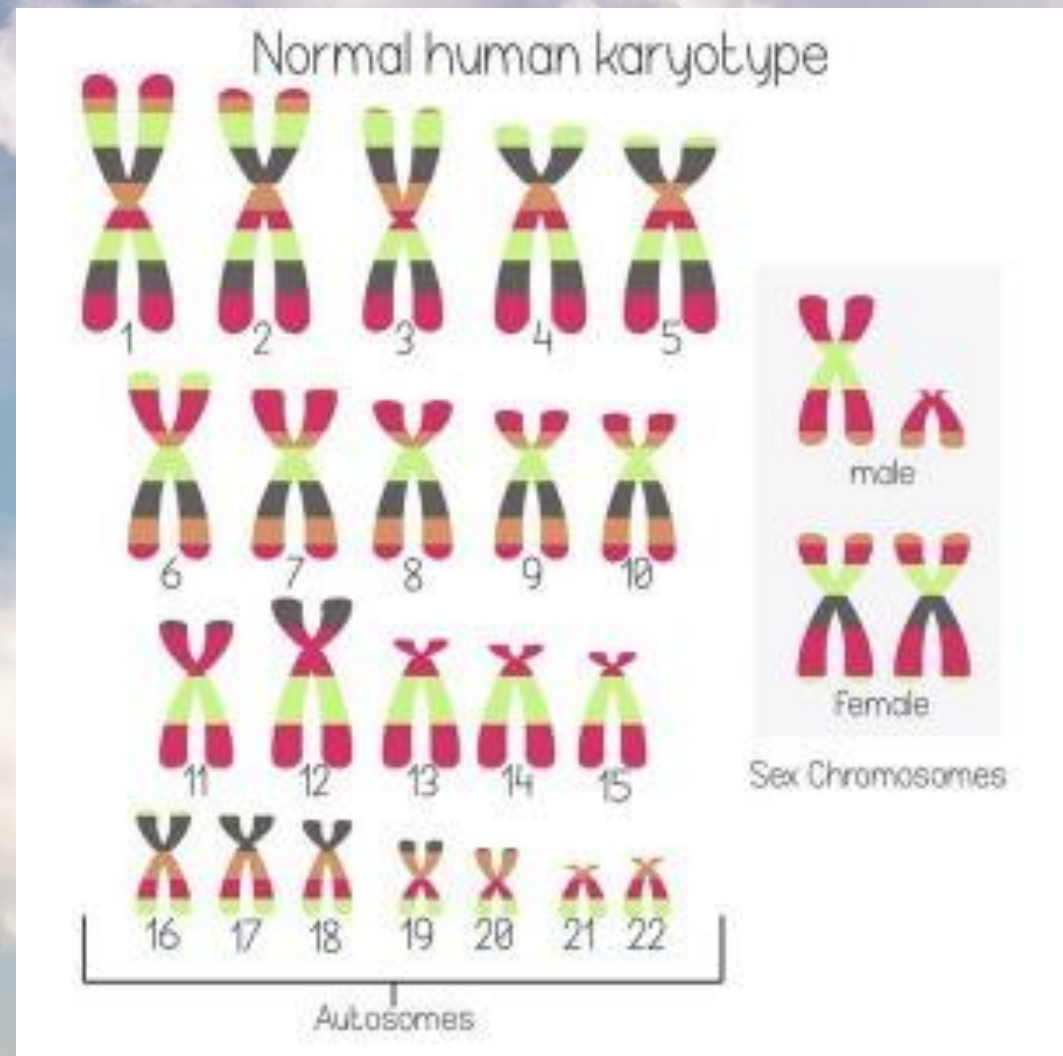 Normal human karyotype
1 2 3 4 5
6 7 8 9 10
male
11 12 13 14 15
Female
Sex Chromosomes
16 17 18 19 20 21 22
Autosomes